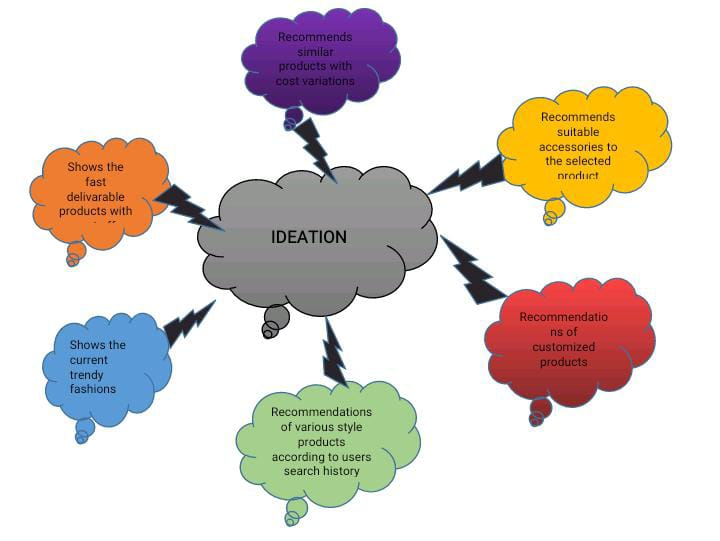 Recommends
similar
products with
cost variations
Recommends
suitable
accessories to
the selected
product
Shows the
fast
delivarable
products with
IDEATION
Recommendatio
ns of
customized
products
Shows the
current
trendy
fashions
Recommendations
of various style
products
according to users
search history